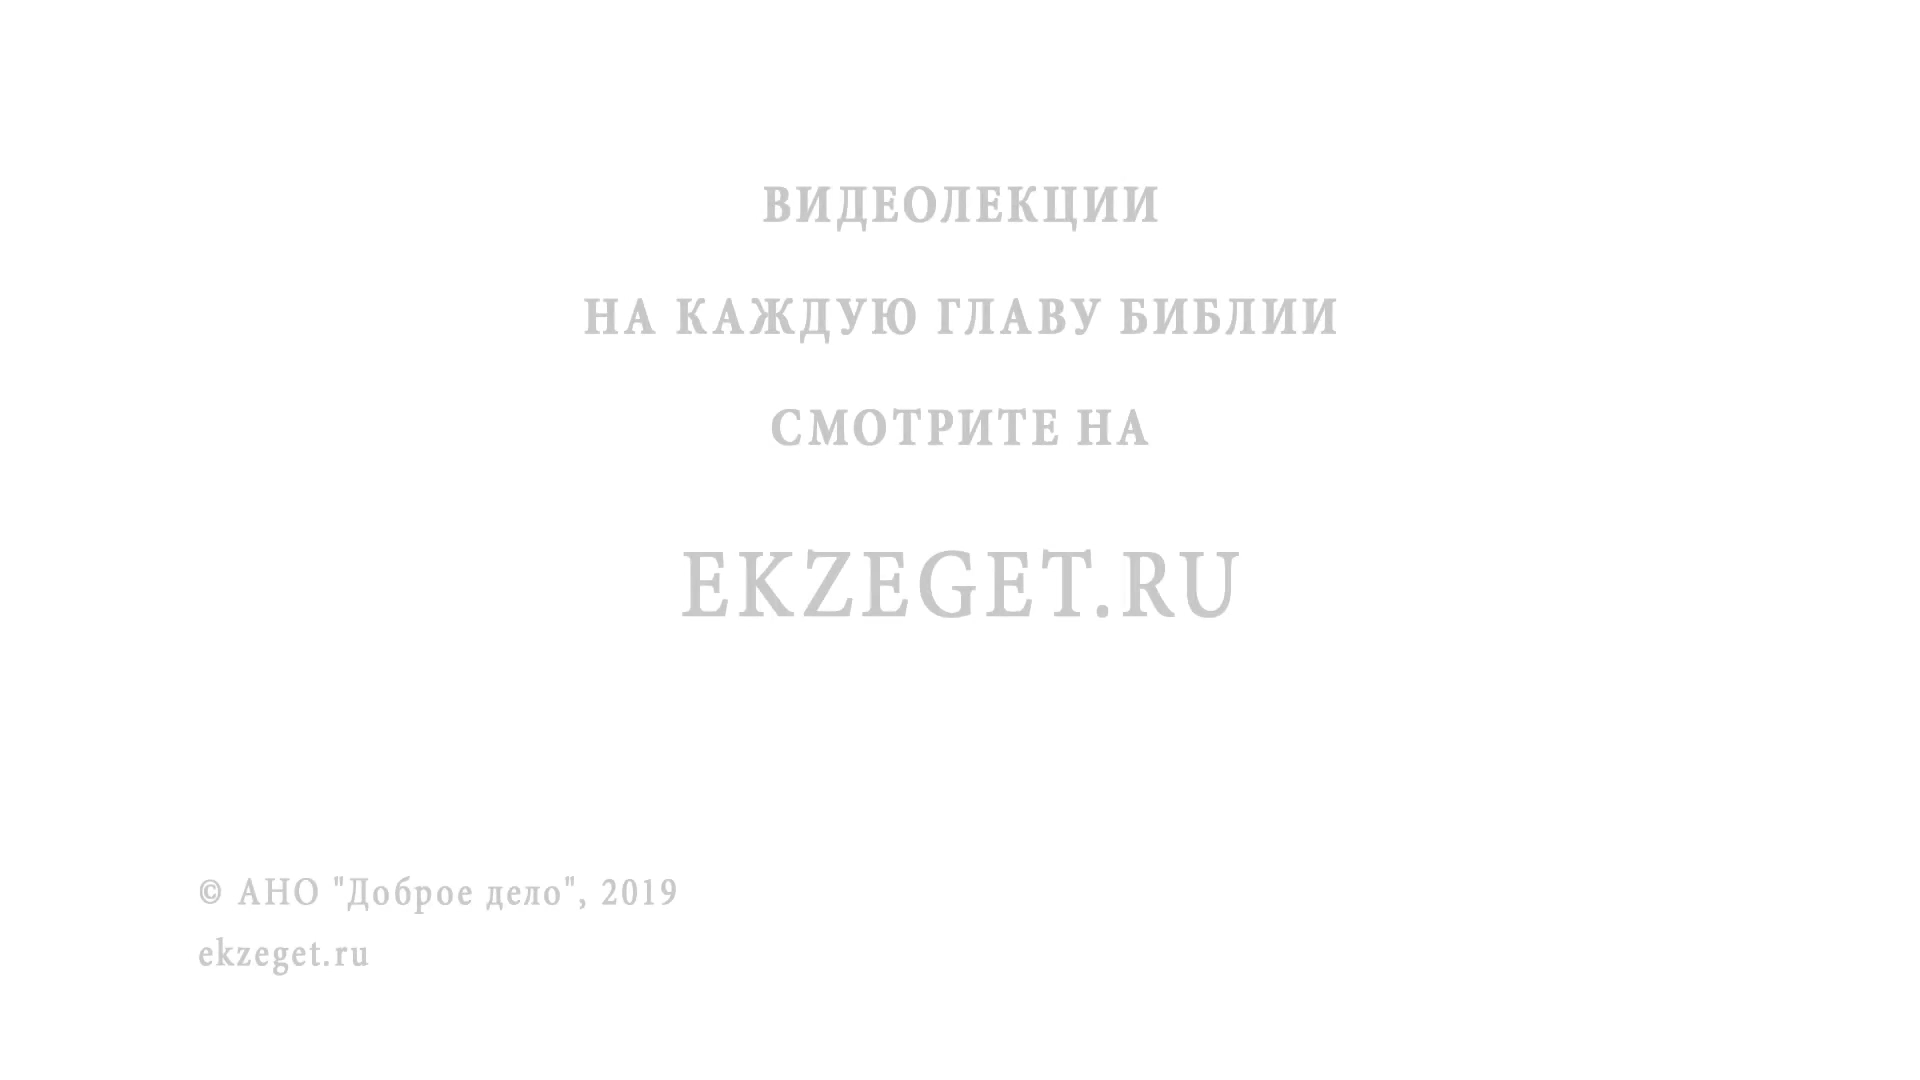 ВИДЕОЛЕКЦИИ
НА КАЖДУЮ ГЛАВУ БИБЛИИ
СМОТРИТЕ НА
EKZEGET.RU
© АНО "Доброе дело", 2019
ekzeget.ru